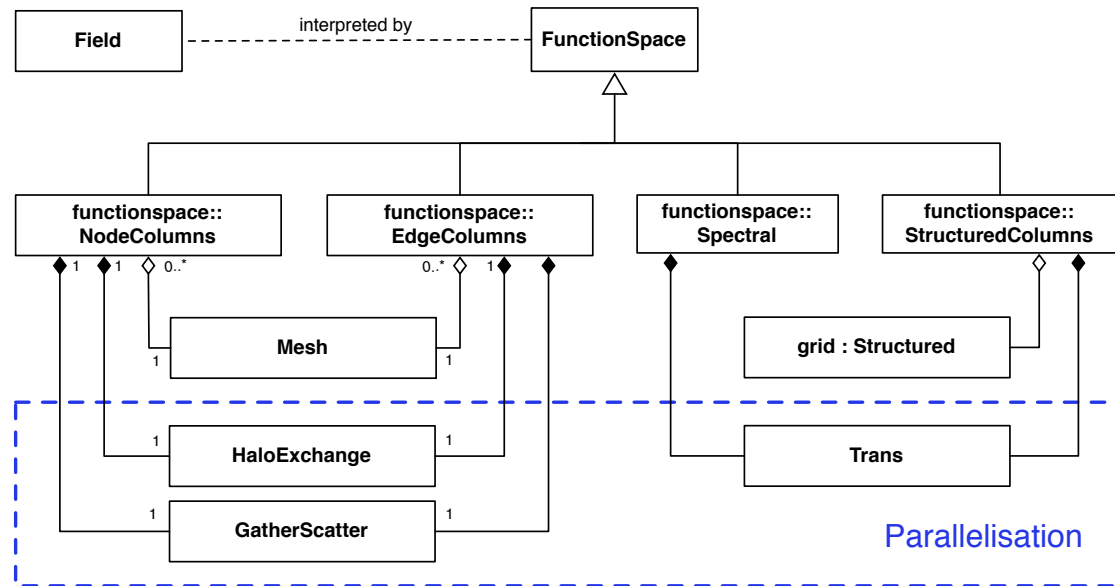 interpreted by
Field
FunctionSpace
functionspace::
NodeColumns
functionspace::
EdgeColumns
functionspace::
Spectral
functionspace::
StructuredColumns
1
1
0..*
0..*
1
Mesh
1
1
grid : Structured
HaloExchange
1
1
Trans
GatherScatter
1
1
Parallelisation